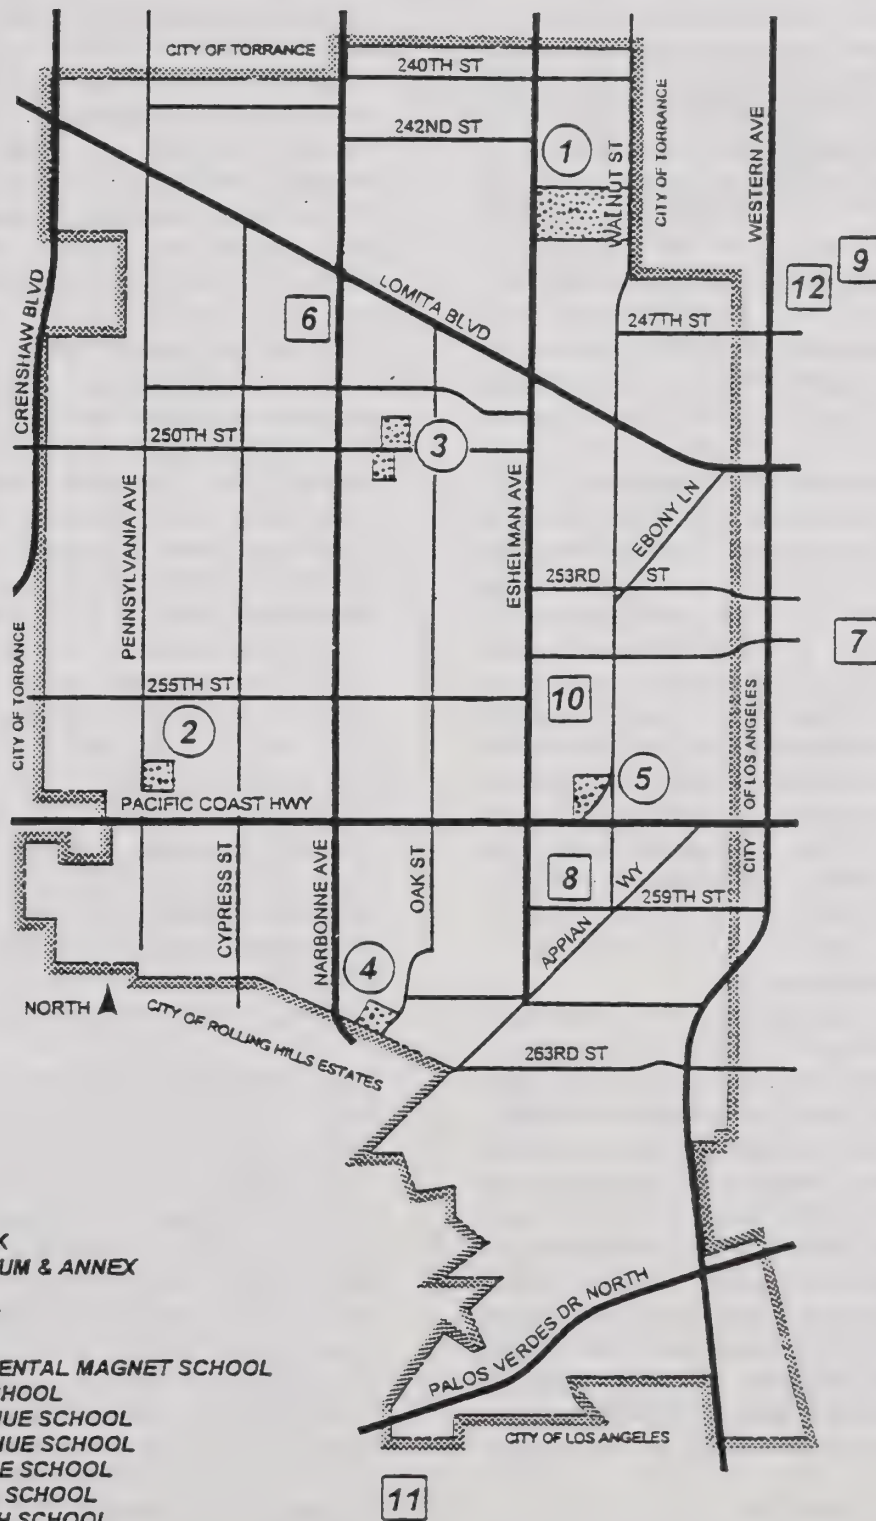 CITY OF TORRANCE
240TH ST
242ND ST
1
WALNUT ST
CITY OF TORRANCE
WESTERN AVE
9
12
CRENSHAW BLVD
6
LOMITA BLVD
247TH ST
250TH ST
3
PENNSYLVANIA AVE
ESHELMAN AVE
EBONY LN
253RD ST
7
CITY OF TORRANCE
255TH ST
2
10
CITY OF LOS ANGELES
5
PACIFIC COAST HWY
CYPRESS ST
NARBONNE AVE
OAK ST
8
APPIAN WY
259TH ST
4
NORTH
CITY OF ROLLING HILLS ESTATES
263RD ST
UM & ANNEX
ENTAL MAGNET SCHOOL
CHOOL
NUE SCHOOL
NUE SCHOOL
E SCHOOL
SCHOOL
H SCHOOL
PALOS VERDES DR NORTH
CITY OF LOS ANGELES
11